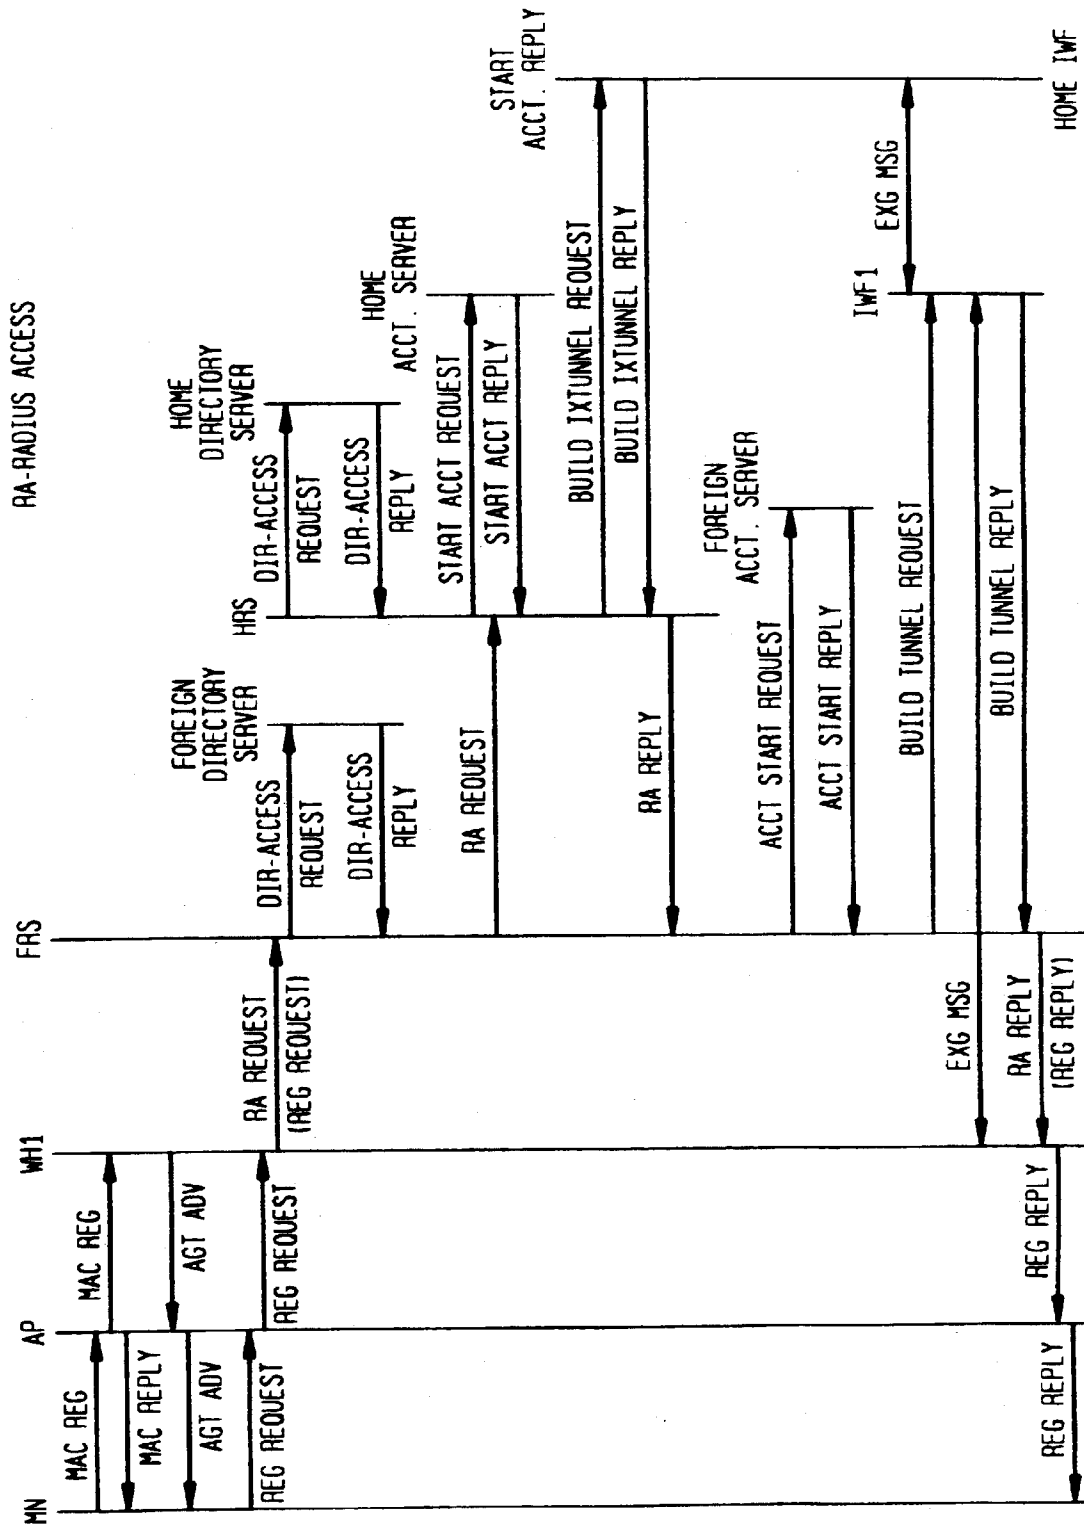 RA-RADIUS ACCESS
MN
AP
WH1
FRS
FOREIGN
DIRECTORY
SERVER
HRS
HOME
DIRECTORY
SERVER
HOME
ACCT. SERVER
START
ACCT. REPLY
MAC REG
MAC REG
MAC REPLY
AGT ADV
AGT ADV
REG REQUEST
REG REQUEST
RA REQUEST
(REG REQUEST)
DIR-ACCESS
REQUEST
DIR-ACCESS
REPLY
DIR-ACCESS
REQUEST
DIR-ACCESS
REPLY
START ACCT REQUEST
START ACCT REPLY
RA REQUEST
BUILD IXTUNNEL REQUEST
BUILD IXTUNNEL REPLY
RA REPLY
FOREIGN
ACCT. SERVER
ACCT START REQUEST
ACCT START REPLY
IWF1
EXG MSG
BUILD TUNNEL REQUEST
BUILD TUNNEL REPLY
EXG MSG
RA REPLY
(REG REPLY)
REG REPLY
REG REPLY
HOME IWF